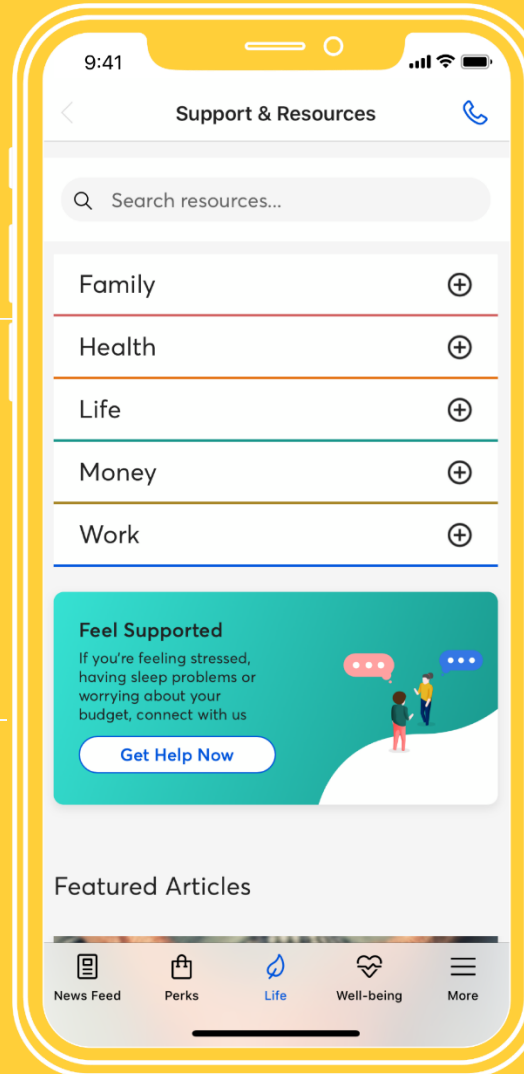 9:41
Support & Resources
Search resources...
Family
Health
Life
Money
Work
Feel Supported
If you're feeling stressed,
having sleep problems or
worrying about your
budget, connect with us
Get Help Now
Featured Articles
News Feed Perks Life Well-being More